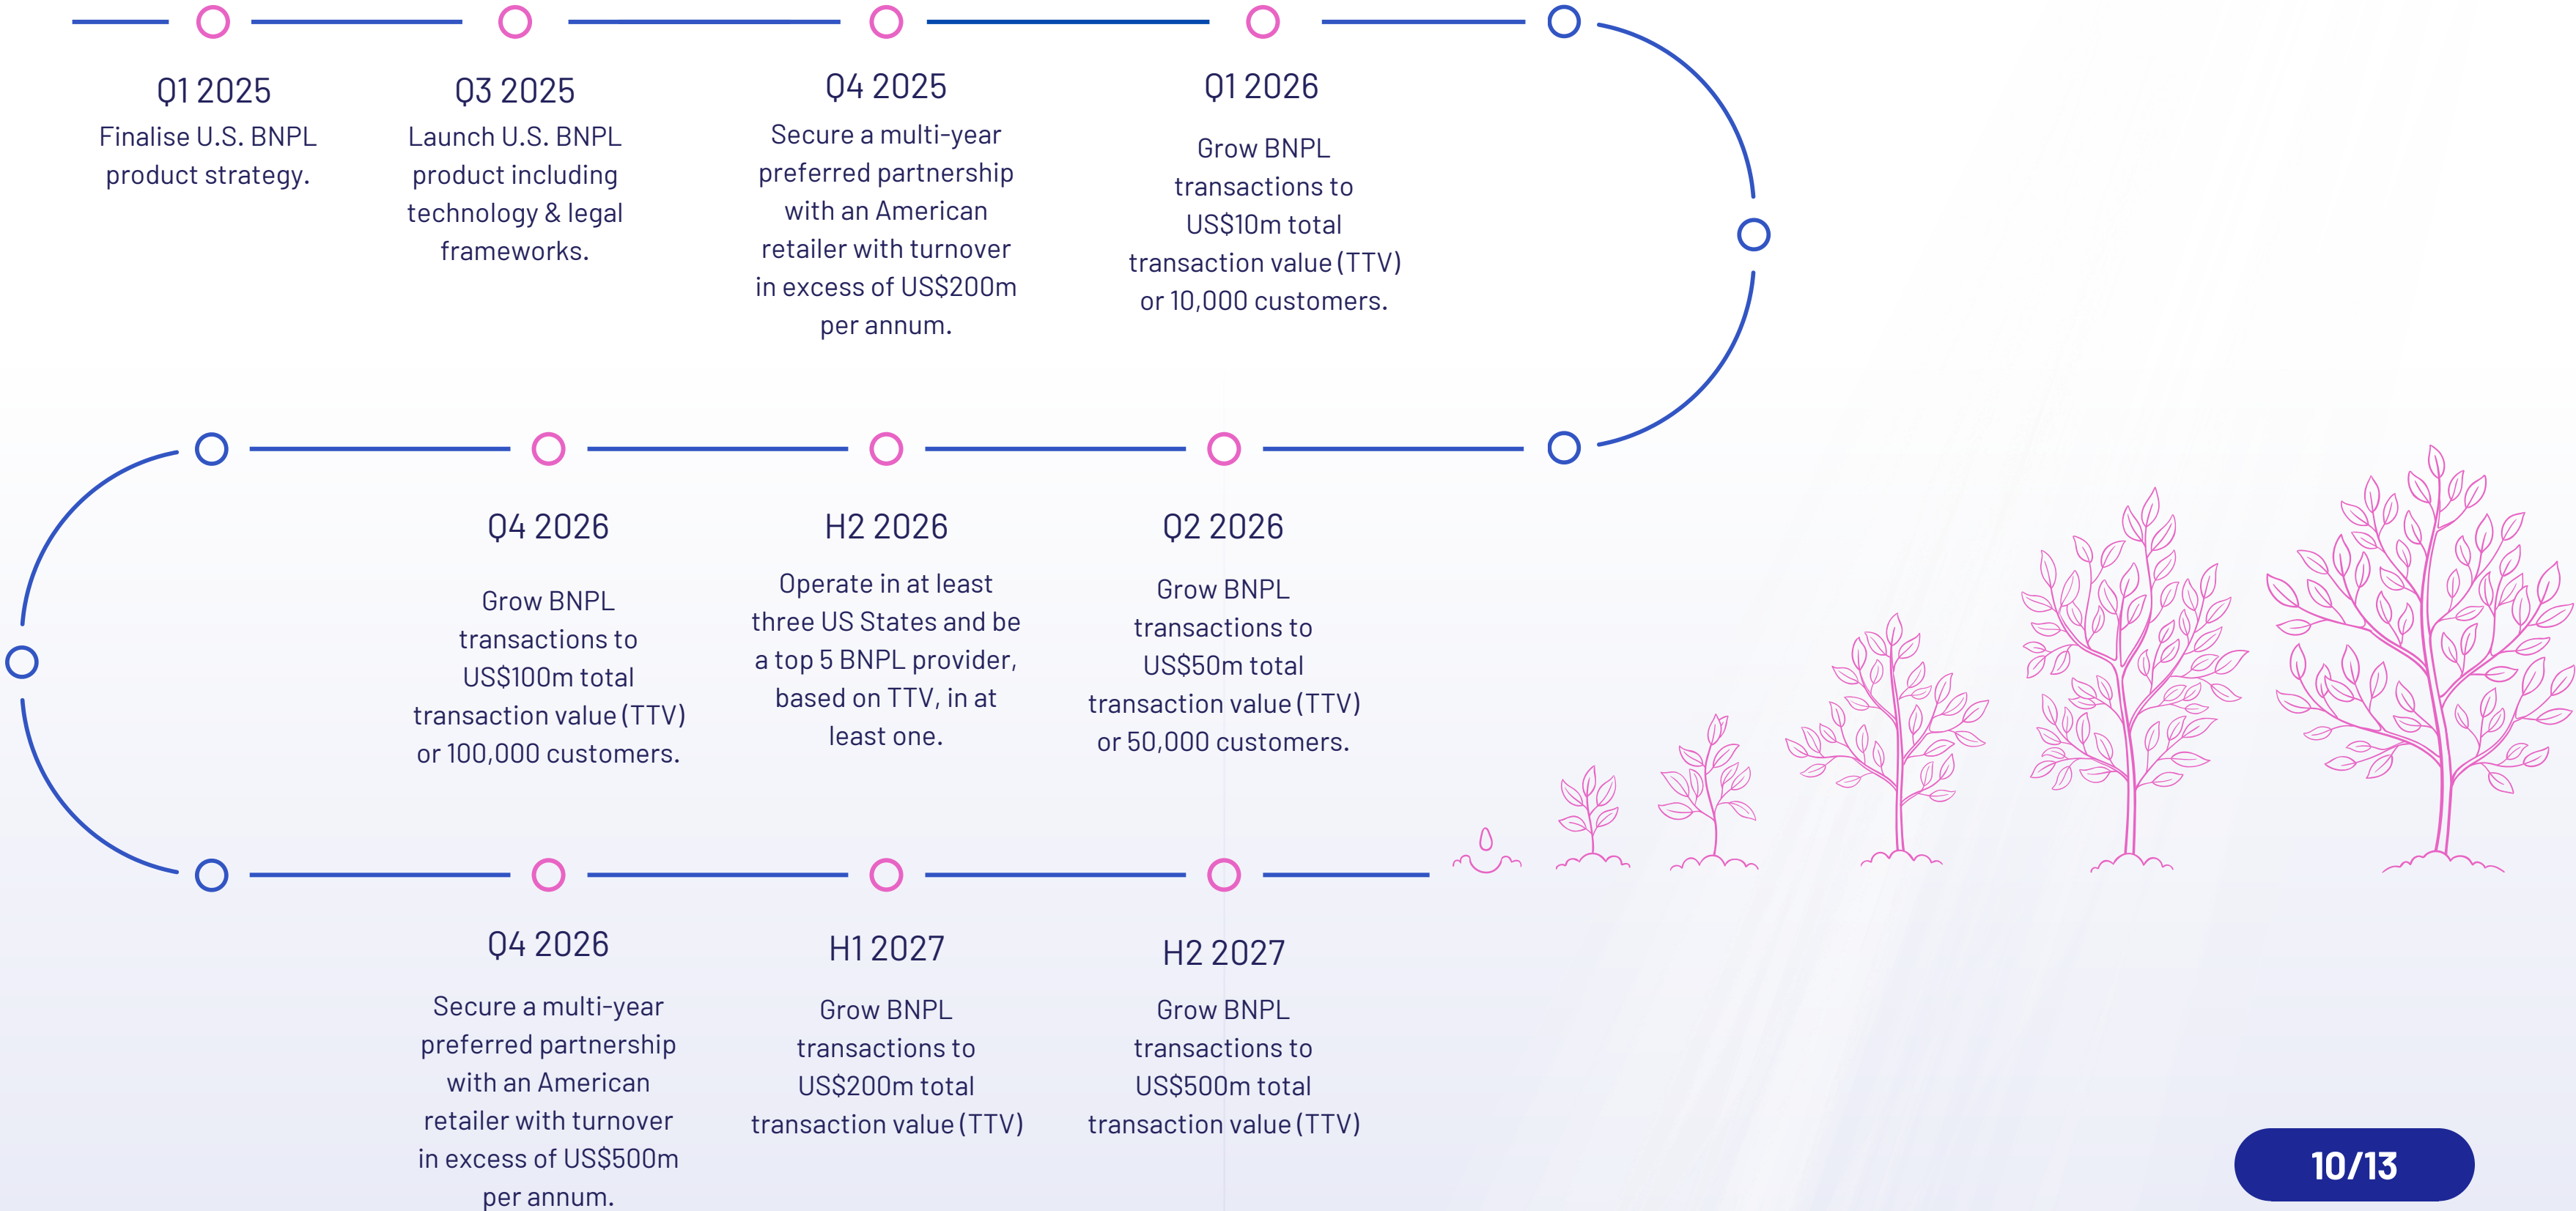 Q1 2025
Finalise U.S. BNPL
product strategy.
Q3 2025
Launch U.S. BNPL
product including
technology & legal
frameworks.
Q4 2025
Secure a multi-year
preferred partnership
with an American
retailer with turnover
in excess of US$200m
per annum.
Q1 2026
Grow BNPL
transactions to
US$10m total
transaction value (TTV)
or 10,000 customers.
Q4 2026
Grow BNPL
transactions to
US$100m total
transaction value (TTV)
or 100,000 customers.
H2 2026
Operate in at least
three US States and be
a top 5 BNPL provider,
based on TTV, in at
least one.
Q2 2026
Grow BNPL
transactions to
US$50m total
transaction value (TTV)
or 50,000 customers.
Q4 2026
Secure a multi-year
preferred partnership
with an American
retailer with turnover
in excess of US$500m
per annum.
H1 2027
Grow BNPL
transactions to
US$200m total
transaction value (TTV)
H2 2027
Grow BNPL
transactions to
US$500m total
transaction value (TTV)
10/13